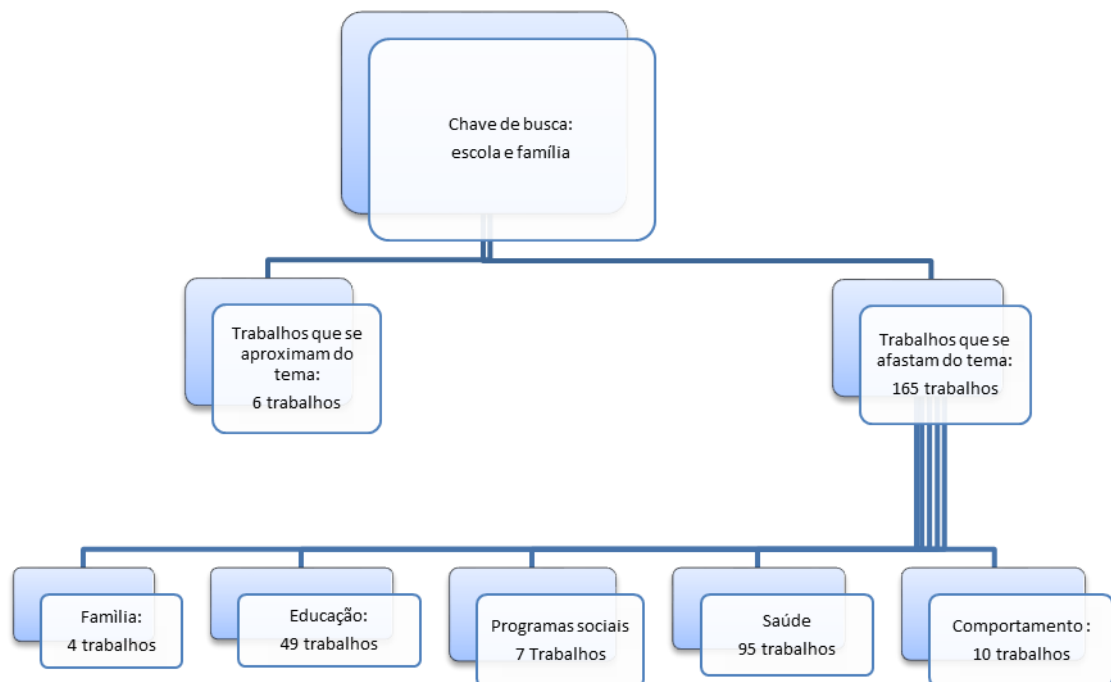 Chave de busca:
escola e família
Trabalhos que se
aproximam do
tema:
6 trabalhos
Trabalhos que se
afastam do tema:
165 trabalhos
Famìlia:
4 trabalhos
Educação:
49 trabalhos
Programas sociais
7 Trabalhos
Saúde
95 trabalhos
Comportamento :
10 trabalhos